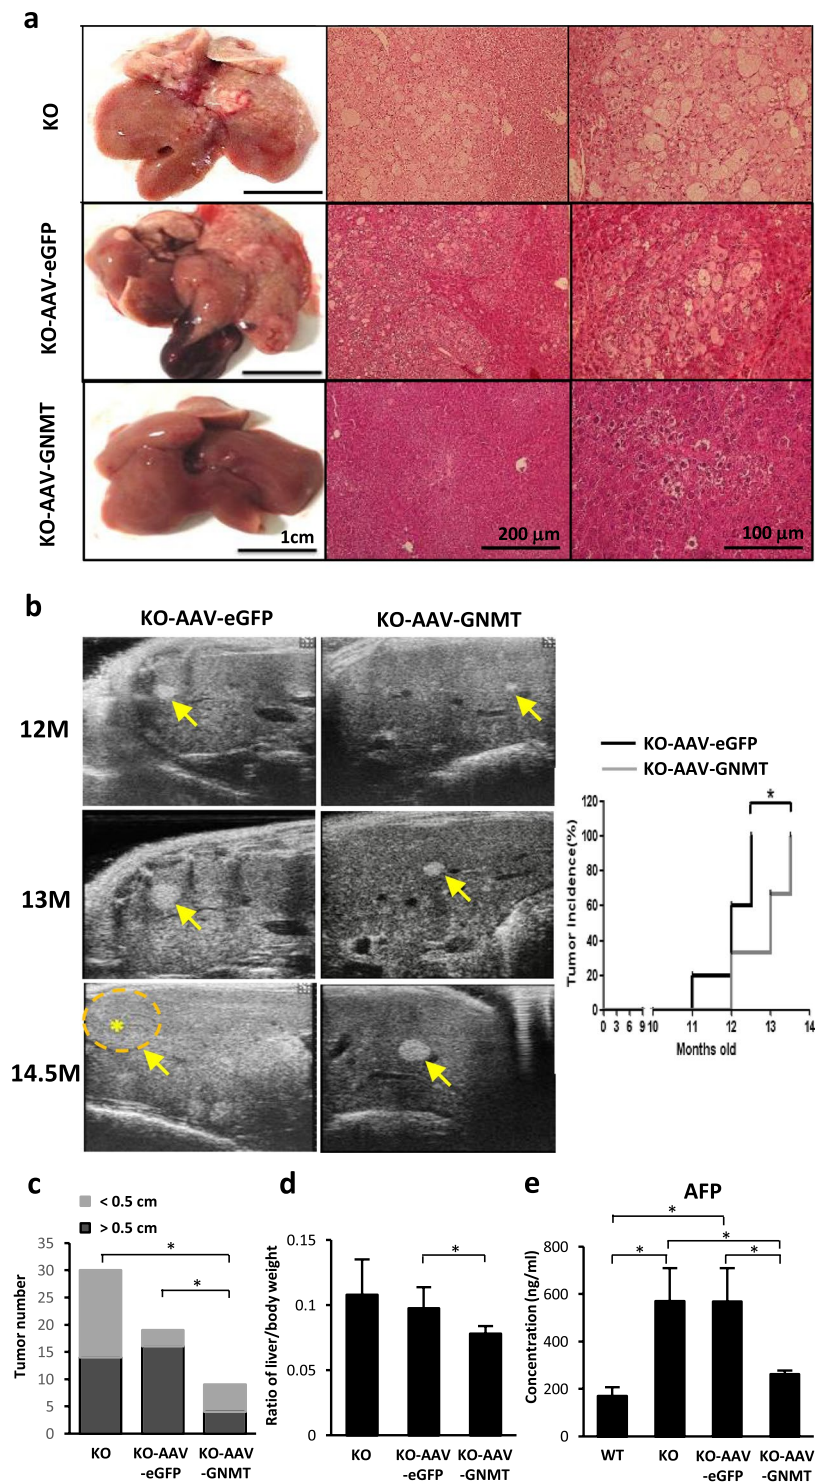 a
KO
KO-AAV-eGFP
KO-AAV-GNMT
1cm
200 μm
100 μm
b
KO-AAV-eGFP
KO-AAV-GNMT
12M
13M
14.5M
*
KO-AAV-eGFP
KO-AAV-GNMT
*
Tumor Incidence(%)
120
100
80
60
40
20
0
0 3 6 9 10 11 12 13 14
Months old
c
< 0.5 cm
> 0.5 cm
Tumor number
35
30
25
20
15
10
5
0
*
*
KO
KO-AAV
-eGFP
KO-AAV
-GNMT
d
Ratio of liver/body weight
0.15
0.1
0.05
0
*
KO
KO-AAV
-eGFP
KO-AAV
-GNMT
e
AFP
Concentration (ng/ml)
800
600
400
200
0
*
*
*
*
WT
KO
KO-AAV
-eGFP
KO-AAV
-GNMT